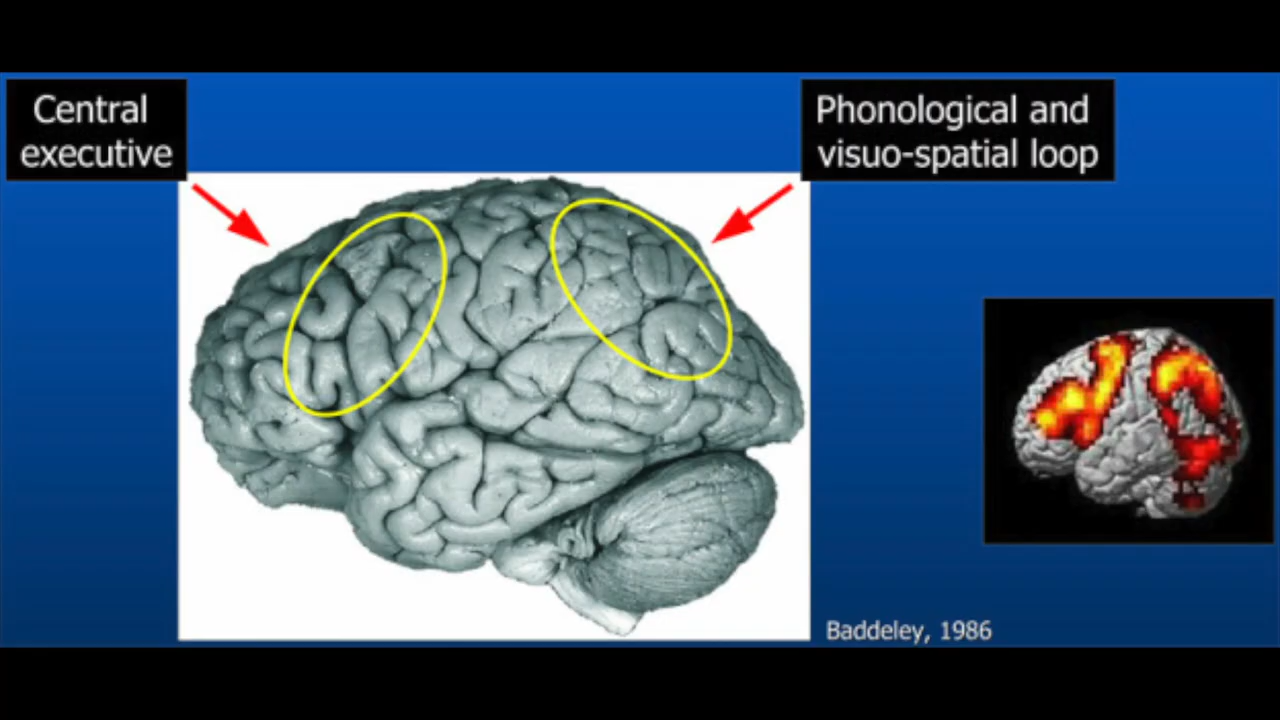 Central
executive
Phonological and
visuo-spatial loop
Baddeley, 1986